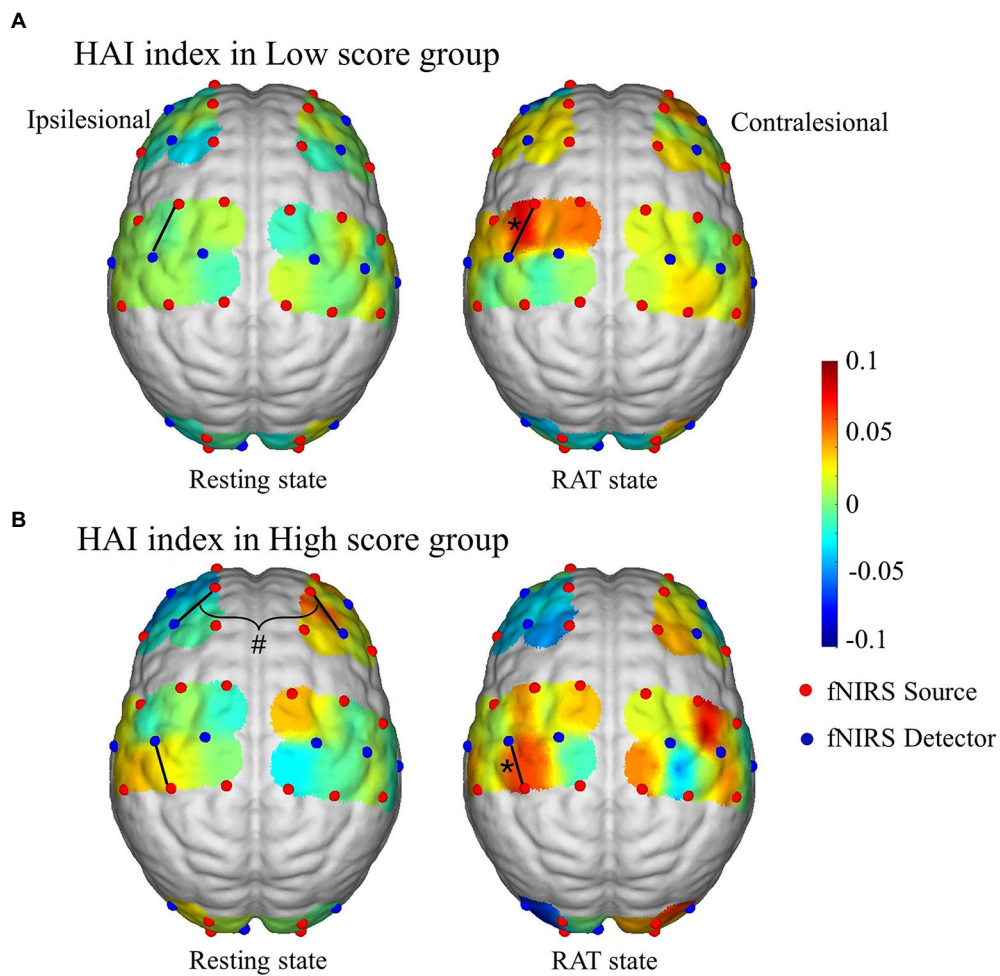 A
HAI index in Low score group
Ipsilesional
Contralesional
*
Resting state
RAT state
0.1
0.05
0
-0.05
-0.1
fNIRS Source
fNIRS Detector
B
HAI index in High score group
#
*
Resting state
RAT state